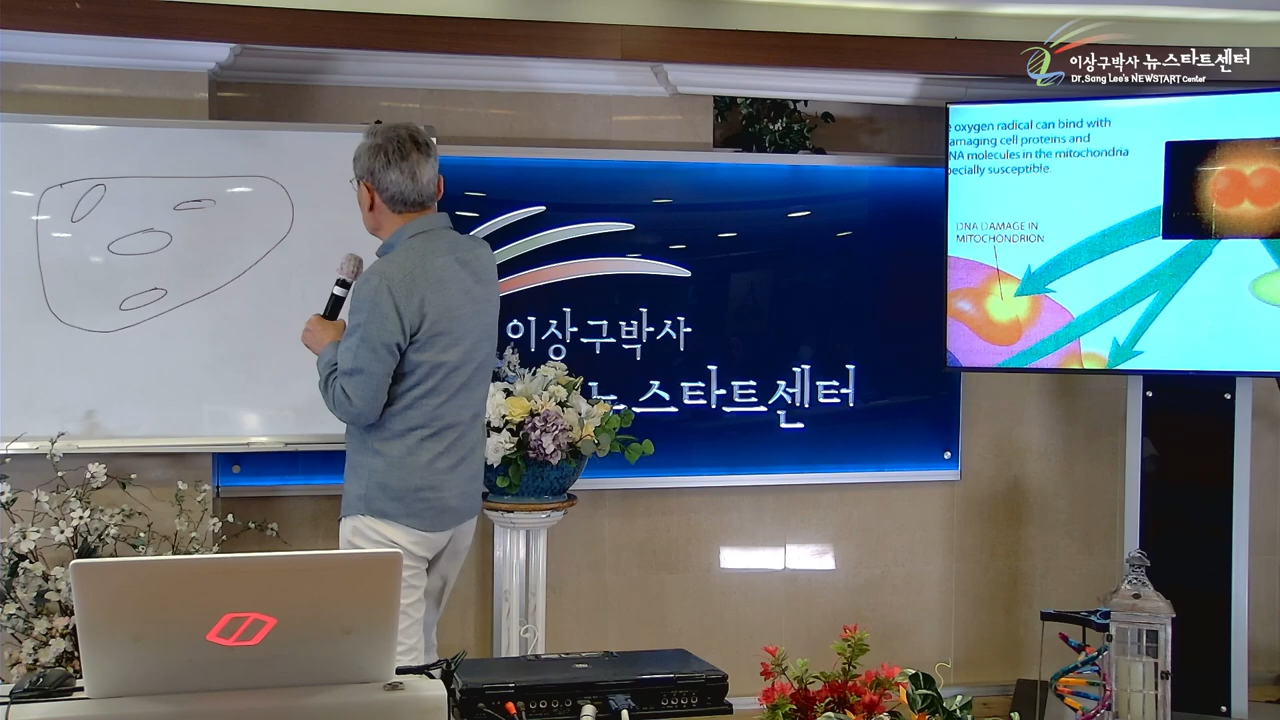 이상구박사 뉴스타트센터
Dr.Sang Lee's NEWSTART Center
oxygen radical can bind with
amaging cell proteins and
NA molecules in the mitochondria
pecially susceptible.
DNA DAMAGE IN
MITOCHONDRION
이상구박사
뉴스타트센터